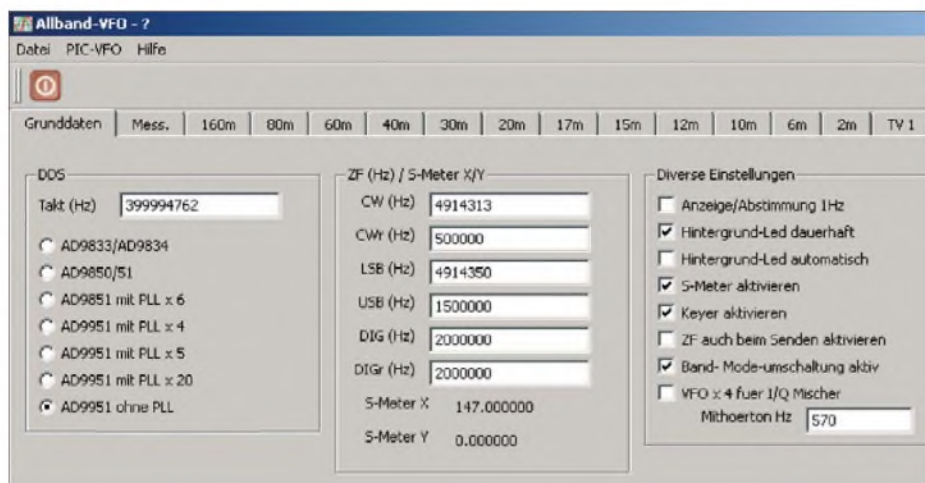 Allband-VFO - ?
Datei PIC-VFO Hilfe
Grunddaten Mess. 160m 80m 60m 40m 30m 20m 17m 15m 12m 10m 6m 2m TV 1
DDS
Takt (Hz) 399994762
AD9833/AD9834
AD9850/51
AD9851 mit PLL x 6
AD9951 mit PLL x 4
AD9951 mit PLL x 5
AD9951 mit PLL x 20
AD9951 ohne PLL
ZF (Hz) / S-Meter X/Y
CW (Hz) 4914313
CWr (Hz) 500000
LSB (Hz) 4914350
USB (Hz) 1500000
DIG (Hz) 2000000
DIGr (Hz) 2000000
S-Meter X 147.000000
S-Meter Y 0.000000
Diverse Einstellungen
Anzeige/Abstimmung 1Hz
Hintergrund-Led dauerhaft
Hintergrund-Led automatisch
S-Meter aktivieren
Keyer aktivieren
ZF auch beim Senden aktivieren
Band- Mode-umschaltung aktiv
VFO x 4 fuer I/Q Mischer
Mithoerton Hz 570